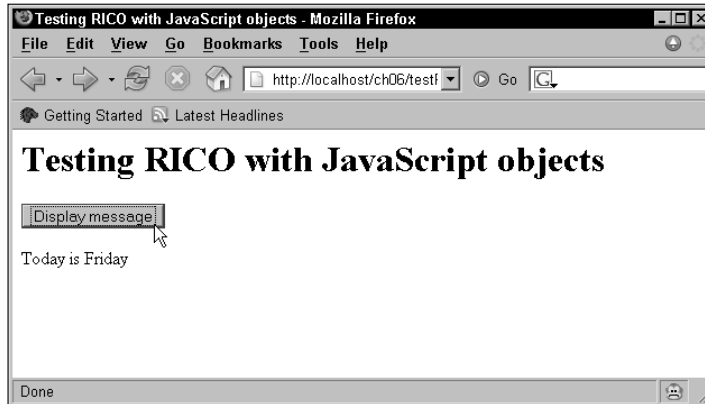 Testing RICO with JavaScript objects - Mozilla Firefox
File Edit View Go Bookmarks Tools Help
http://localhost/ch06/test Go G
Getting Started Latest Headlines
Testing RICO with JavaScript objects
Display message
Today is Friday
Done